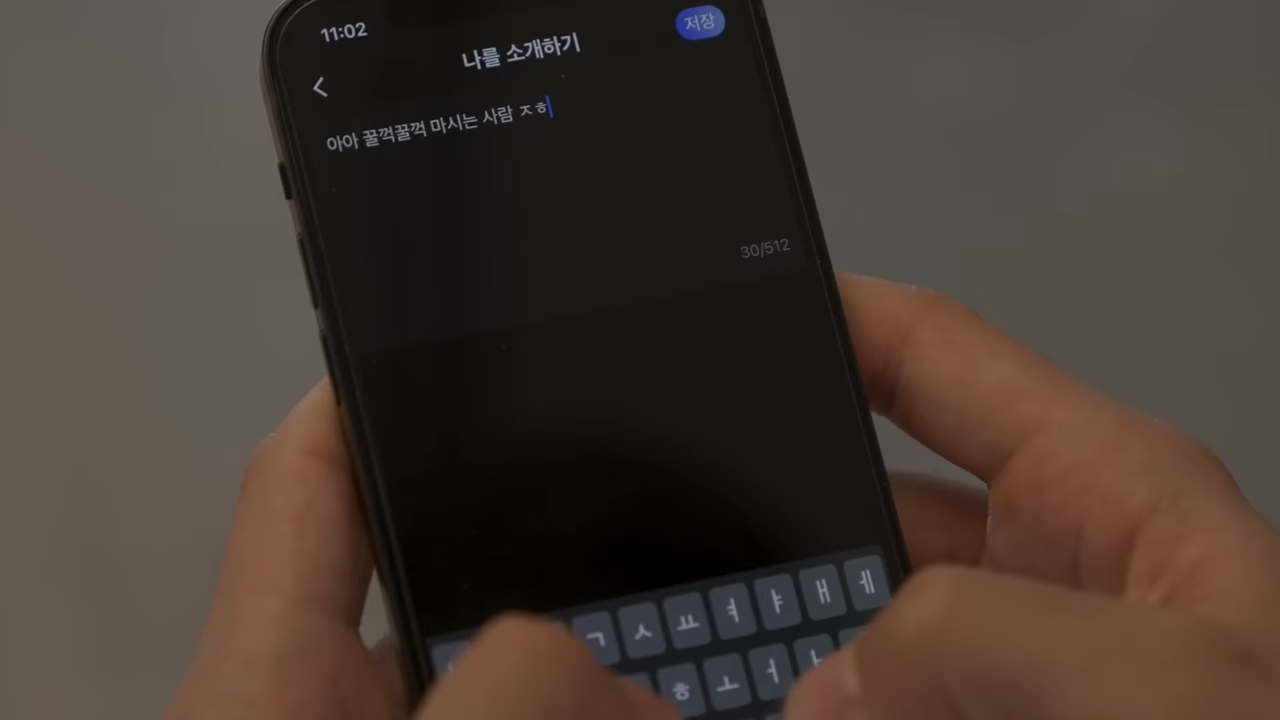 11:02
저장
나를 소개하기
아아 꿀꺽꿀꺽 마시는 사람 ㅈㅎ
30/512
ㄱ ㅅ ㅛ ㅕ ㅑ ㅐ ㅔ
ㅎ ㅗ ㅓ ㅏ